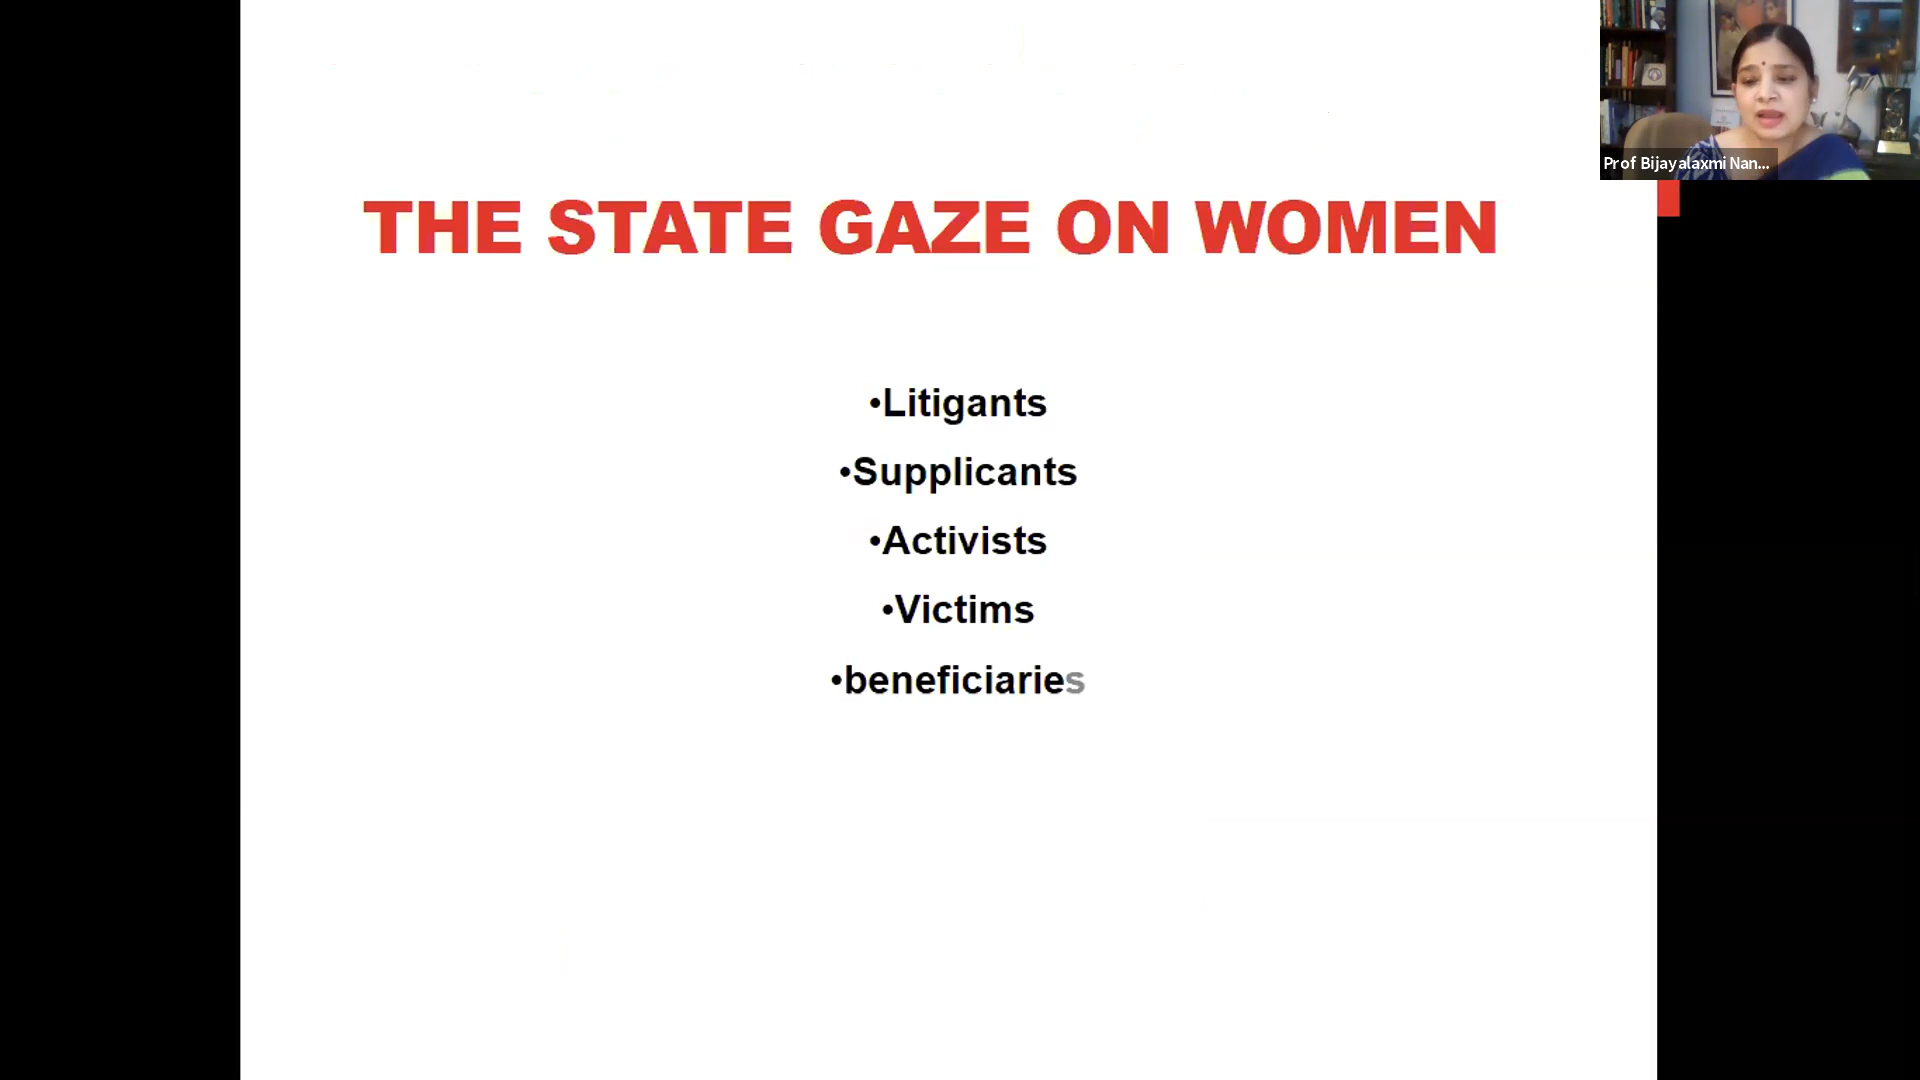 THE STATE GAZE ON WOMEN
•Litigants
•Supplicants
•Activists
•Victims
•beneficiaries
Prof Bijayalaxmi Nan...